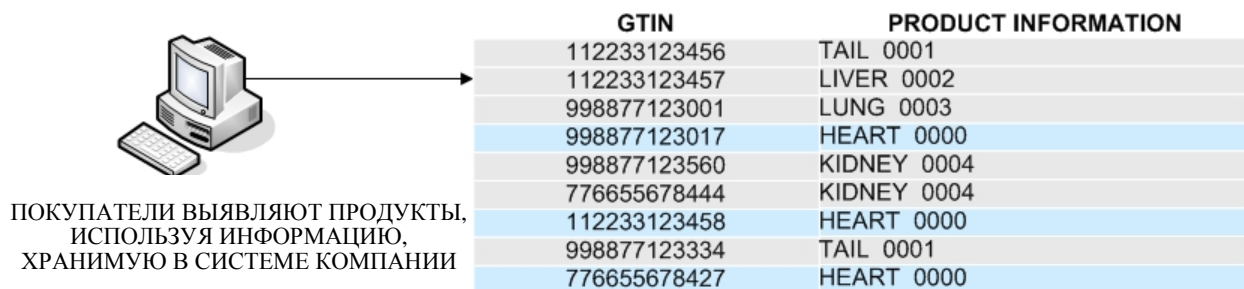 GTIN PRODUCT INFORMATION
112233123456 TAIL 0001
112233123457 LIVER 0002
998877123001 LUNG 0003
998877123017 HEART 0000
998877123560 KIDNEY 0004
776655678444 KIDNEY 0004
112233123458 HEART 0000
998877123334 TAIL 0001
776655678427 HEART 0000
ПОКУПАТЕЛИ ВЫЯВЛЯЮТ ПРОДУКТЫ,
ИСПОЛЬЗУЯ ИНФОРМАЦИЮ,
ХРАНИМУЮ В СИСТЕМЕ КОМПАНИИ